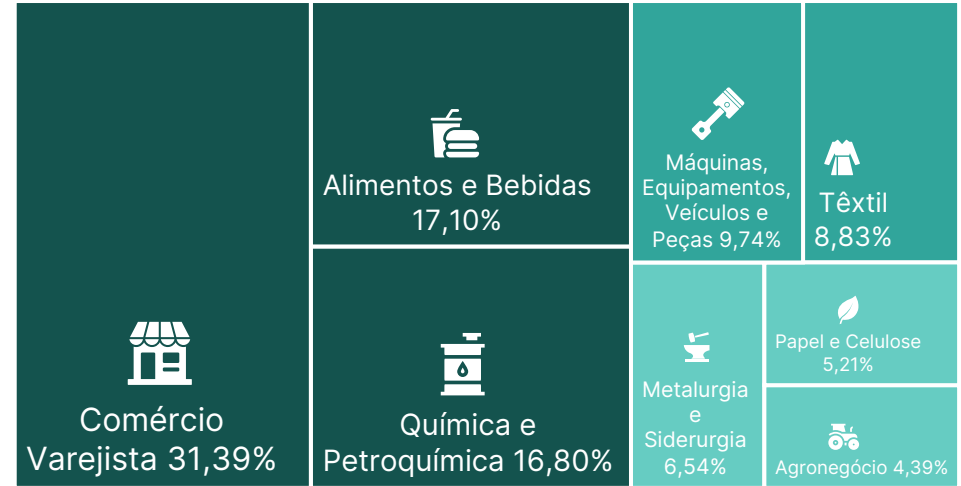 Comércio
Varejista 31,39%
Alimentos e Bebidas
17,10%
Química e
Petroquímica 16,80%
Máquinas,
Equipamentos,
Veículos e
Peças 9,74%
Têxtil
8,83%
Metalurgia
e
Siderurgia
6,54%
Papel e Celulose
5,21%
Agronegócio 4,39%